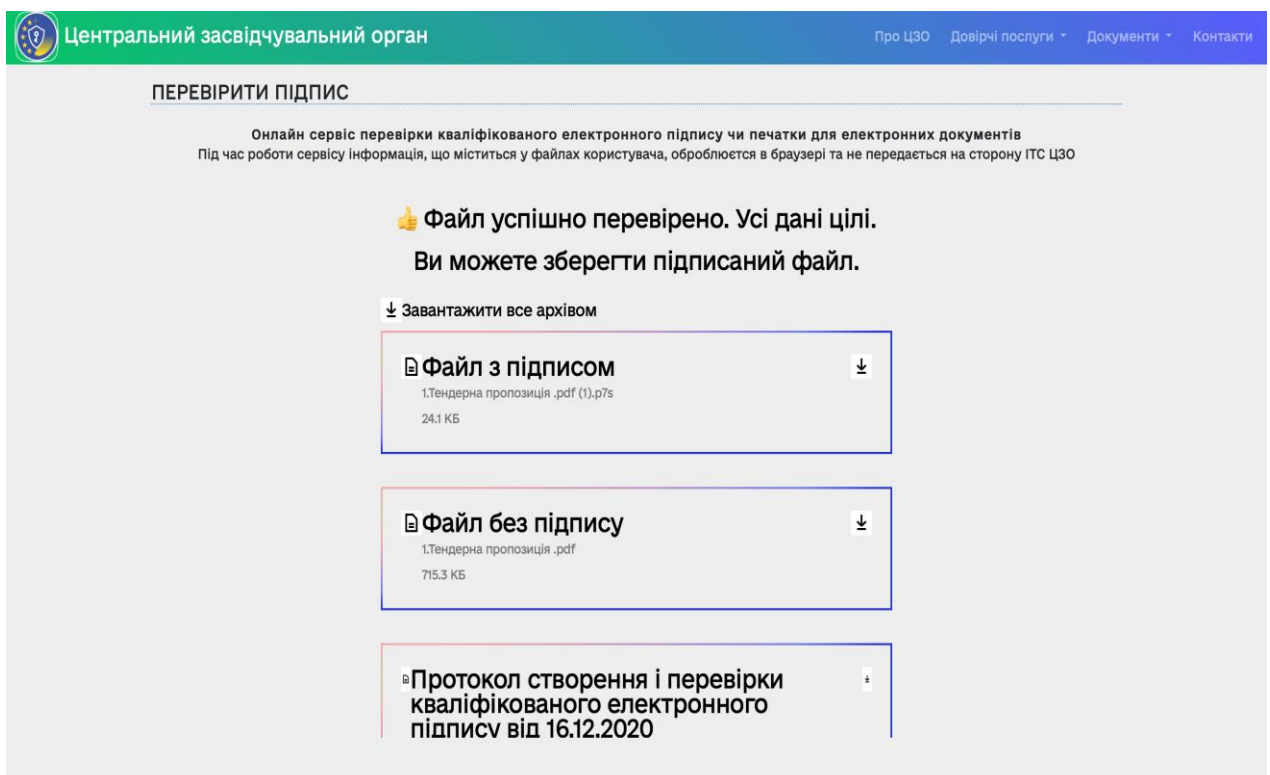 Центральний засвідчувальний орган
Про ЦЗО Довірчі послуги Документи Контакти
ПЕРЕВІРИТИ ПІДПИС
Онлайн сервіс перевірки кваліфікованого електронного підпису чи печатки для електронних документів
Під час роботи сервісу інформація, що міститься у файлах користувача, оброблюєтся в браузері та не передається на сторону ІТС ЦЗО
👍 Файл успішно перевірено. Усі дані цілі.
Ви можете зберегти підписаний файл.
Завантажити все архівом
Файл з підписом
1.Тендерна пропозиція .pdf (1).p7s
24.1 КБ
Файл без підпису
1.Тендерна пропозиція .pdf
715.3 КБ
Протокол створення і перевірки
кваліфікованого електронного
підпису від 16.12.2020